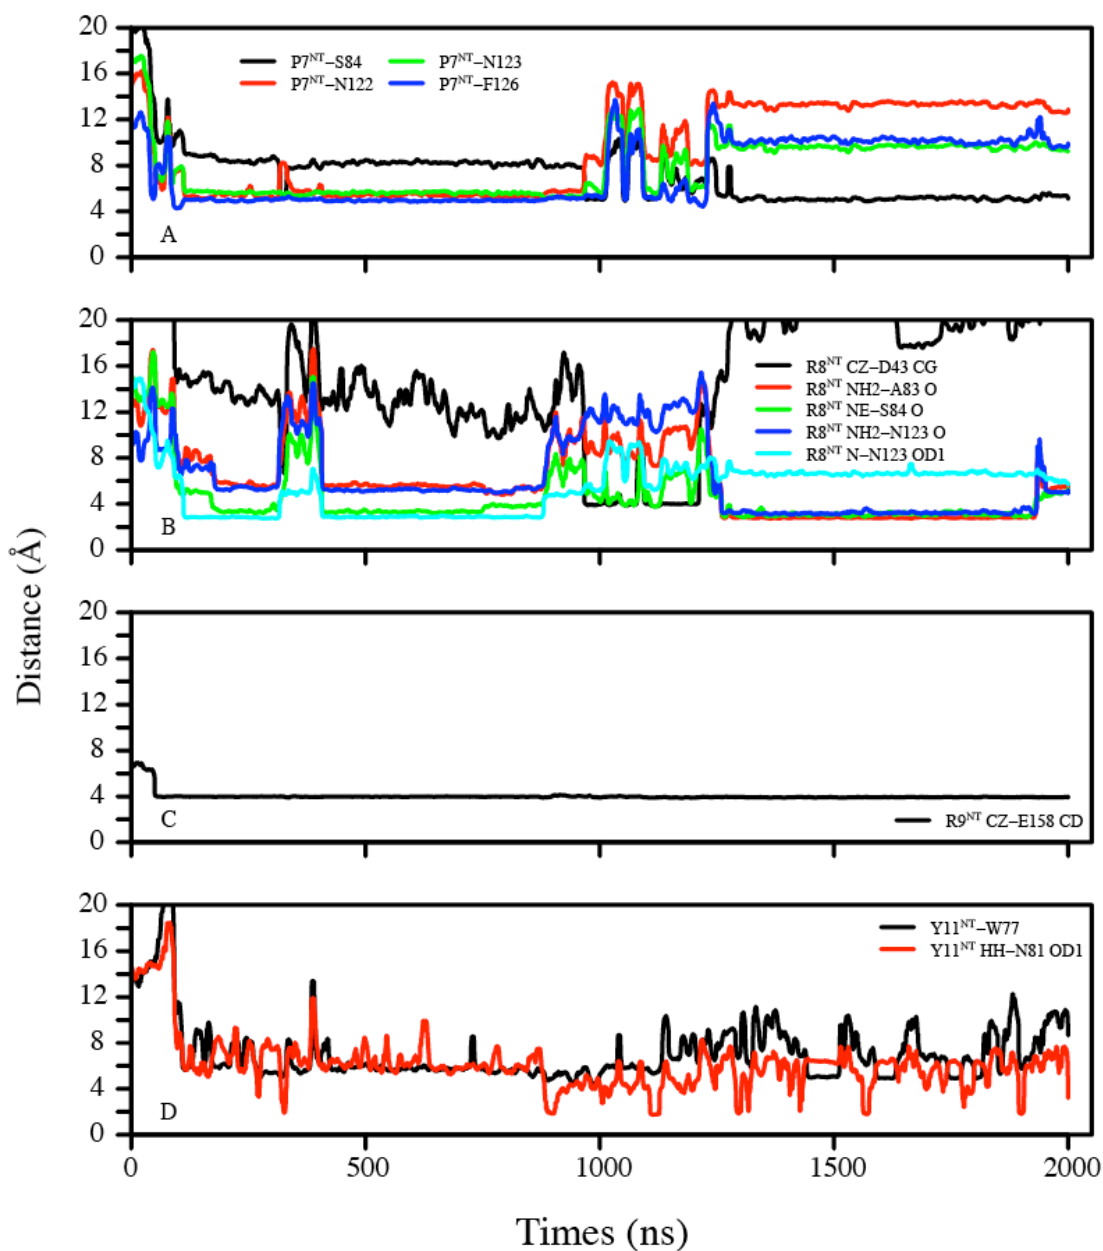 20
16
12
8
4
0
P7ᴺᵀ–S84
P7ᴺᵀ–N122
P7ᴺᵀ–N123
P7ᴺᵀ–F126
A
20
16
12
8
4
0
R8ᴺᵀ CZ–D43 CG
R8ᴺᵀ NH2–A83 O
R8ᴺᵀ NE–S84 O
R8ᴺᵀ NH2–N123 O
R8ᴺᵀ N–N123 OD1
B
Distance (Å)
20
16
12
8
4
0
C
R9ᴺᵀ CZ–E158 CD
20
16
12
8
4
0
Y11ᴺᵀ–W77
Y11ᴺᵀ HH–N81 OD1
D
0 500 1000 1500 2000
Times (ns)